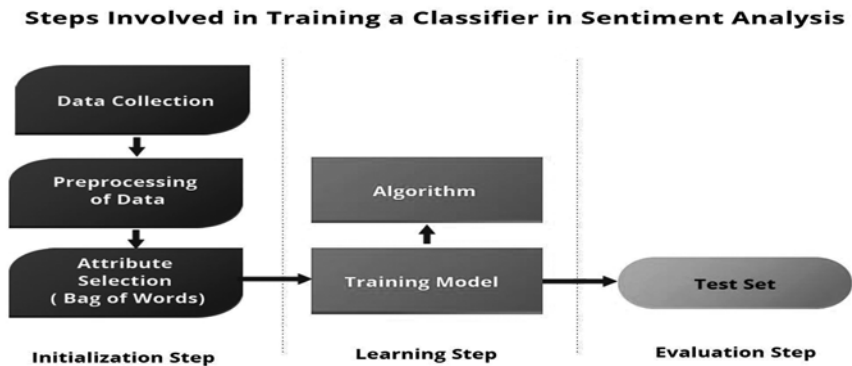 Steps Involved in Training a Classifier in Sentiment Analysis
Data Collection
Preprocessing
of Data
Attribute
Selection
( Bag of Words)
Initialization Step
Algorithm
Training Model
Learning Step
Test Set
Evaluation Step